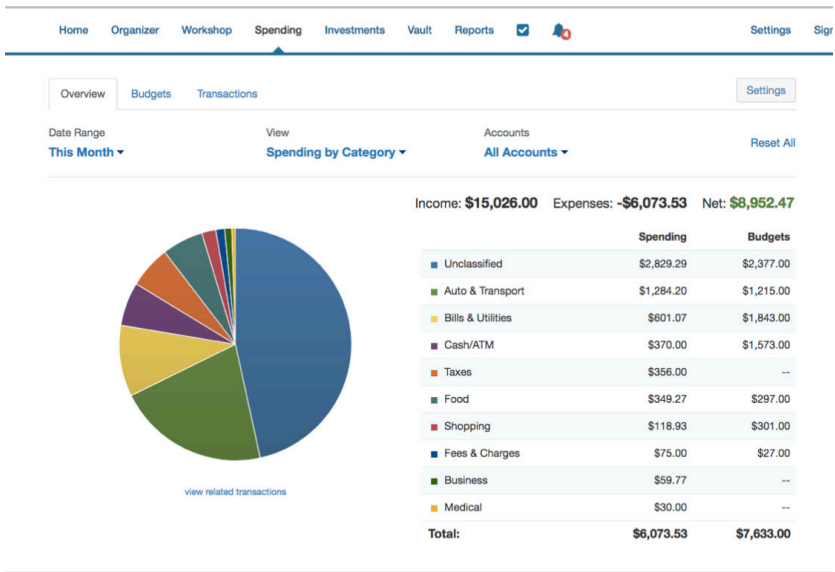 Home Organizer Workshop Spending Investments Vault Reports 4 Settings
Overview Budgets Transactions Settings
Date Range View Accounts
This Month Spending by Category All Accounts Reset All
Income: $15,026.00 Expenses: -$6,073.53 Net: $8,952.47
Spending Budgets
Unclassified $2,829.29 $2,377.00
Auto & Transport $1,284.20 $1,215.00
Bills & Utilities $601.07 $1,843.00
Cash/ATM $370.00 $1,573.00
Taxes $356.00 --
Food $349.27 $297.00
Shopping $118.93 $301.00
Fees & Charges $75.00 $27.00
Business $59.77 --
Medical $30.00 --
Total: $6,073.53 $7,633.00
view related transactions